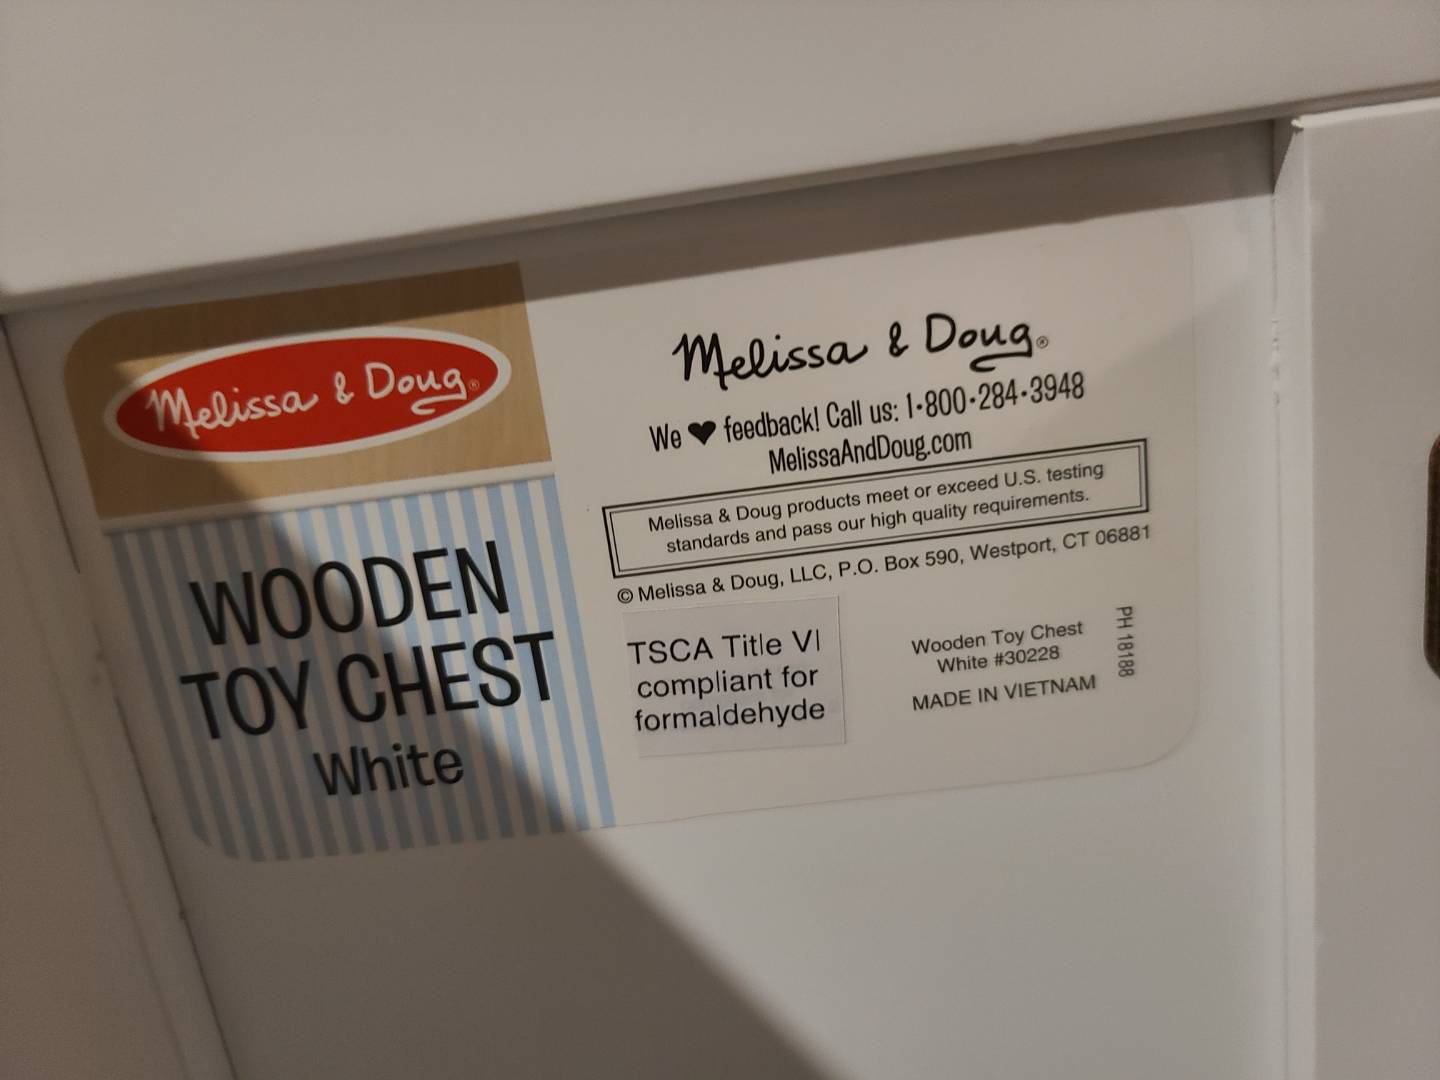 Melissa & Doug®
WOODEN
TOY CHEST
White
Melissa & Doug®
We ♥ feedback! Call us: 1·800·284·3948
MelissaAndDoug.com
Melissa & Doug products meet or exceed U.S. testing
standards and pass our high quality requirements.
© Melissa & Doug, LLC, P.O. Box 590, Westport, CT 06881
TSCA Title VI
compliant for
formaldehyde
Wooden Toy Chest
White #30228
MADE IN VIETNAM
PH 18188